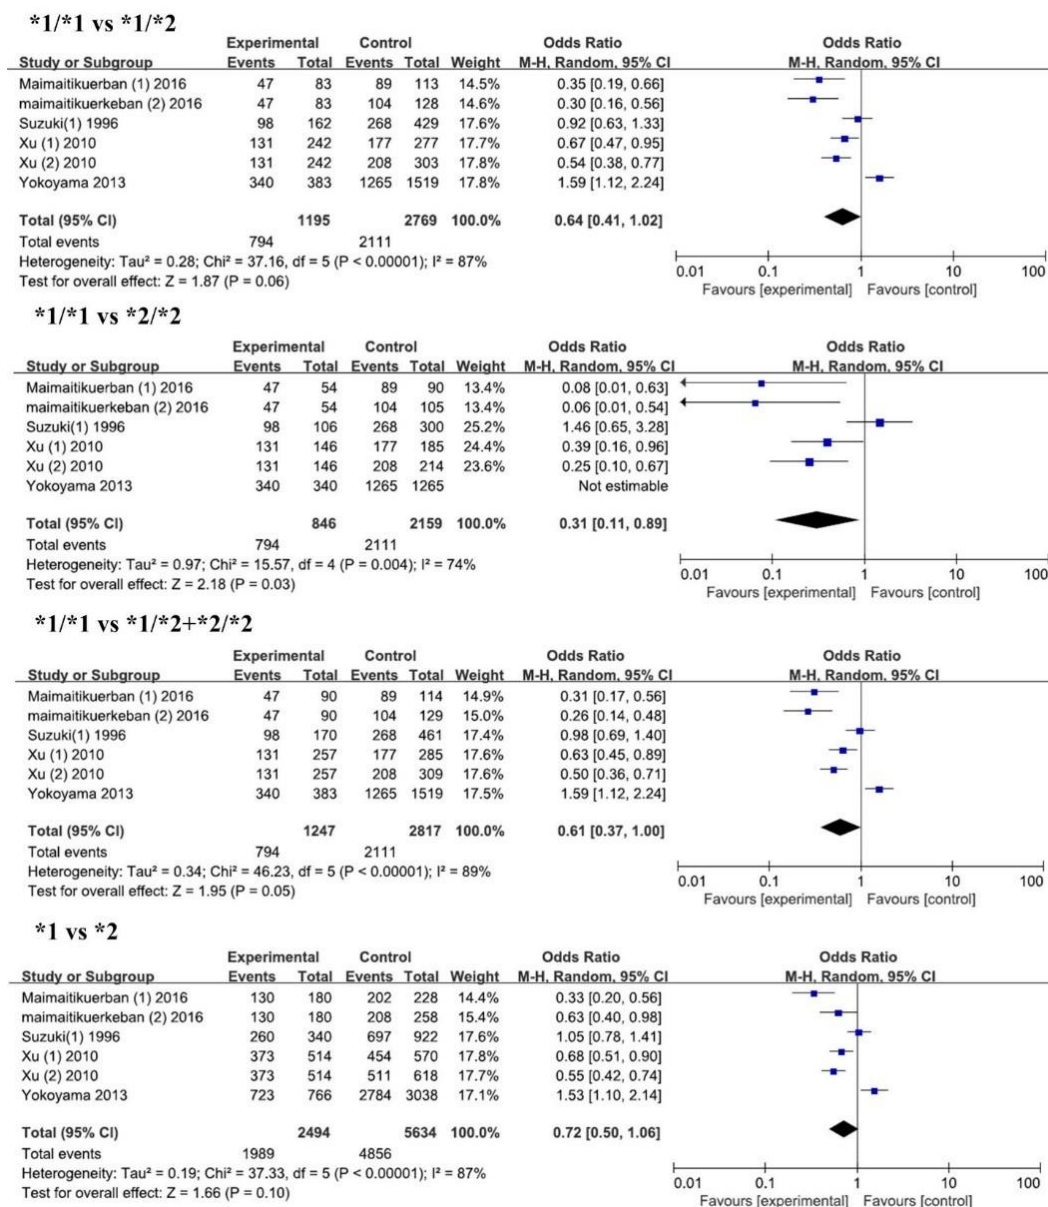 *1/*1 vs *1/*2
Experimental Control Odds Ratio Odds Ratio
Study or Subgroup Events Total Events Total Weight M-H, Random, 95% CI M-H, Random, 95% CI
Maimaitikuerban (1) 2016 47 83 89 113 14.5% 0.35 [0.19, 0.66]
maimaitikuerkeban (2) 2016 47 83 104 128 14.6% 0.30 [0.16, 0.56]
Suzuki(1) 1996 98 162 268 429 17.6% 0.92 [0.63, 1.33]
Xu (1) 2010 131 242 177 277 17.7% 0.67 [0.47, 0.95]
Xu (2) 2010 131 242 208 303 17.8% 0.54 [0.38, 0.77]
Yokoyama 2013 340 383 1265 1519 17.8% 1.59 [1.12, 2.24]
Total (95% CI) 1195 2769 100.0% 0.64 [0.41, 1.02]
Total events 794 2111
Heterogeneity: Tau² = 0.28; Chi² = 37.16, df = 5 (P < 0.00001); I² = 87%
Test for overall effect: Z = 1.87 (P = 0.06)
0.01 0.1 1 10 100
Favours [experimental] Favours [control]
*1/*1 vs *2/*2
Experimental Control Odds Ratio Odds Ratio
Study or Subgroup Events Total Events Total Weight M-H, Random, 95% CI M-H, Random, 95% CI
Maimaitikuerban (1) 2016 47 54 89 90 13.4% 0.08 [0.01, 0.63]
maimaitikuerkeban (2) 2016 47 54 104 105 13.4% 0.06 [0.01, 0.54]
Suzuki(1) 1996 98 106 268 300 25.2% 1.46 [0.65, 3.28]
Xu (1) 2010 131 146 177 185 24.4% 0.39 [0.16, 0.96]
Xu (2) 2010 131 146 208 214 23.6% 0.25 [0.10, 0.67]
Yokoyama 2013 340 340 1265 1265 Not estimable
Total (95% CI) 846 2159 100.0% 0.31 [0.11, 0.89]
Total events 794 2111
Heterogeneity: Tau² = 0.97; Chi² = 15.57, df = 4 (P = 0.004); I² = 74%
Test for overall effect: Z = 2.18 (P = 0.03)
0.01 0.1 1 10 100
Favours [experimental] Favours [control]
*1/*1 vs *1/*2+*2/*2
Experimental Control Odds Ratio Odds Ratio
Study or Subgroup Events Total Events Total Weight M-H, Random, 95% CI M-H, Random, 95% CI
Maimaitikuerban (1) 2016 47 90 89 114 14.9% 0.31 [0.17, 0.56]
maimaitikuerkeban (2) 2016 47 90 104 129 15.0% 0.26 [0.14, 0.48]
Suzuki(1) 1996 98 170 268 461 17.4% 0.98 [0.69, 1.40]
Xu (1) 2010 131 257 177 285 17.6% 0.63 [0.45, 0.89]
Xu (2) 2010 131 257 208 309 17.6% 0.50 [0.36, 0.71]
Yokoyama 2013 340 383 1265 1519 17.5% 1.59 [1.12, 2.24]
Total (95% CI) 1247 2817 100.0% 0.61 [0.37, 1.00]
Total events 794 2111
Heterogeneity: Tau² = 0.34; Chi² = 46.23, df = 5 (P < 0.00001); I² = 89%
Test for overall effect: Z = 1.95 (P = 0.05)
0.01 0.1 1 10 100
Favours [experimental] Favours [control]
*1 vs *2
Experimental Control Odds Ratio Odds Ratio
Study or Subgroup Events Total Events Total Weight M-H, Random, 95% CI M-H, Random, 95% CI
Maimaitikuerban (1) 2016 130 180 202 228 14.4% 0.33 [0.20, 0.56]
maimaitikuerkeban (2) 2016 130 180 208 258 15.4% 0.63 [0.40, 0.98]
Suzuki(1) 1996 260 340 697 922 17.6% 1.05 [0.78, 1.41]
Xu (1) 2010 373 514 454 570 17.8% 0.68 [0.51, 0.90]
Xu (2) 2010 373 514 511 618 17.7% 0.55 [0.42, 0.74]
Yokoyama 2013 723 766 2784 3038 17.1% 1.53 [1.10, 2.14]
Total (95% CI) 2494 5634 100.0% 0.72 [0.50, 1.06]
Total events 1989 4856
Heterogeneity: Tau² = 0.19; Chi² = 37.33, df = 5 (P < 0.00001); I² = 87%
Test for overall effect: Z = 1.66 (P = 0.10)
0.01 0.1 1 10 100
Favours [experimental] Favours [control]